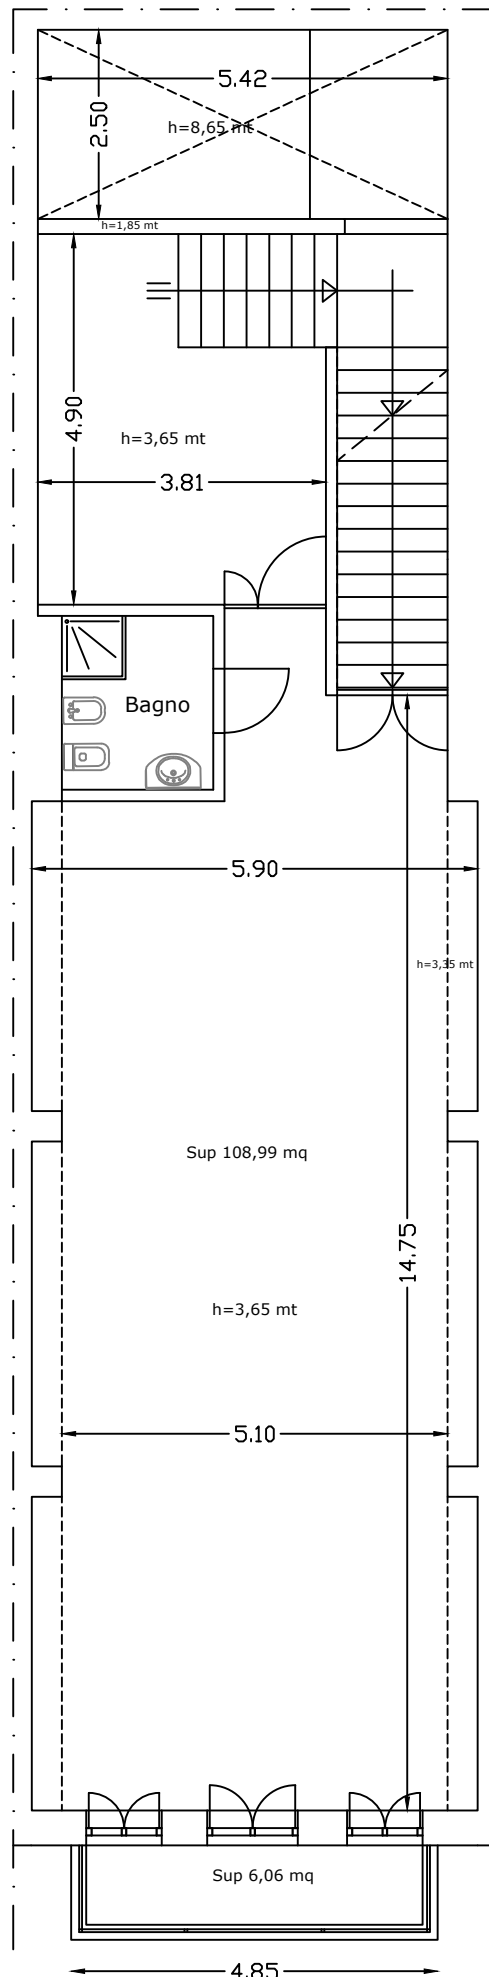 5.42
2.50
h=8,65 mt
h=1,85 mt
4.90
h=3,65 mt
3.81
Bagno
5.90
h=3,35 mt
Sup 108,99 mq
14.75
h=3,65 mt
5.10
Sup 6,06 mq
4.85